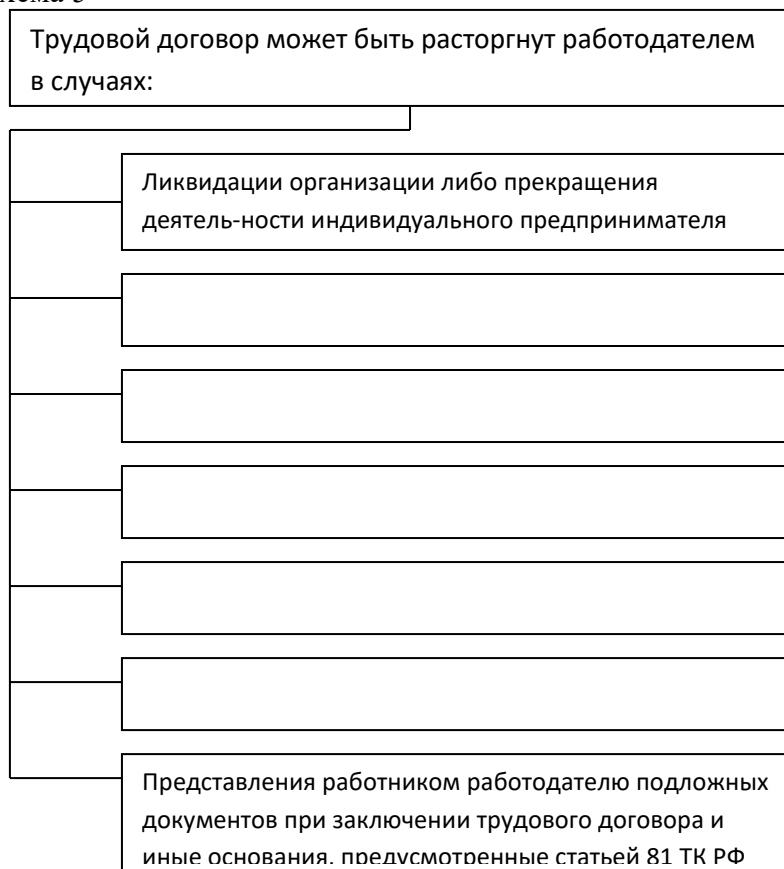 Трудовой договор может быть расторгнут работодателем
в случаях:
Ликвидации организации либо прекращения
деятель-ности индивидуального предпринимателя
Представления работником работодателю подложных
документов при заключении трудового договора и
иные основания, предусмотренные статьей 81 ТК РФ